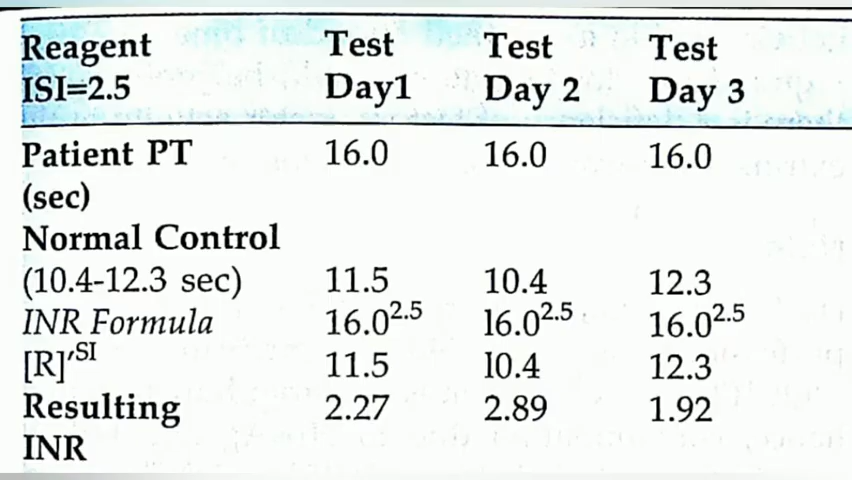 Reagent Test Test Test
ISI=2.5 Day1 Day 2 Day 3
Patient PT 16.0 16.0 16.0
(sec)
Normal Control
(10.4-12.3 sec) 11.5 10.4 12.3
INR Formula 16.0^2.5 16.0^2.5 16.0^2.5
[R]'^SI 11.5 10.4 12.3
Resulting 2.27 2.89 1.92
INR